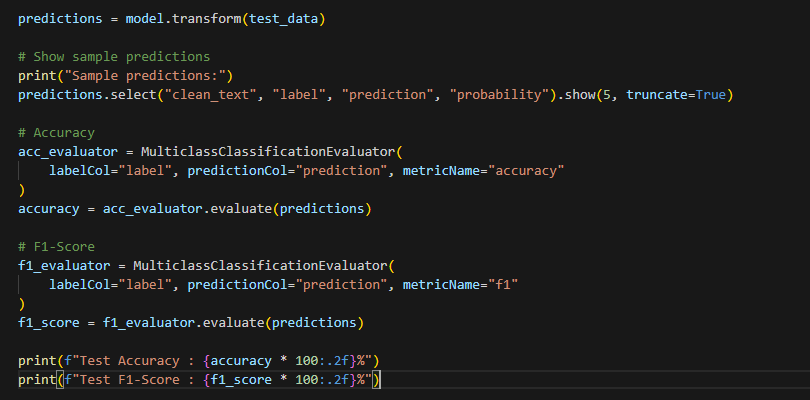 predictions = model.transform(test_data)
# Show sample predictions
print("Sample predictions:")
predictions.select("clean_text", "label", "prediction", "probability").show(5, truncate=True)
# Accuracy
acc_evaluator = MulticlassClassificationEvaluator(
    labelCol="label", predictionCol="prediction", metricName="accuracy"
)
accuracy = acc_evaluator.evaluate(predictions)
# F1-Score
f1_evaluator = MulticlassClassificationEvaluator(
    labelCol="label", predictionCol="prediction", metricName="f1"
)
f1_score = f1_evaluator.evaluate(predictions)
print(f"Test Accuracy : {accuracy * 100:.2f}%")
print(f"Test F1-Score : {f1_score * 100:.2f}%")